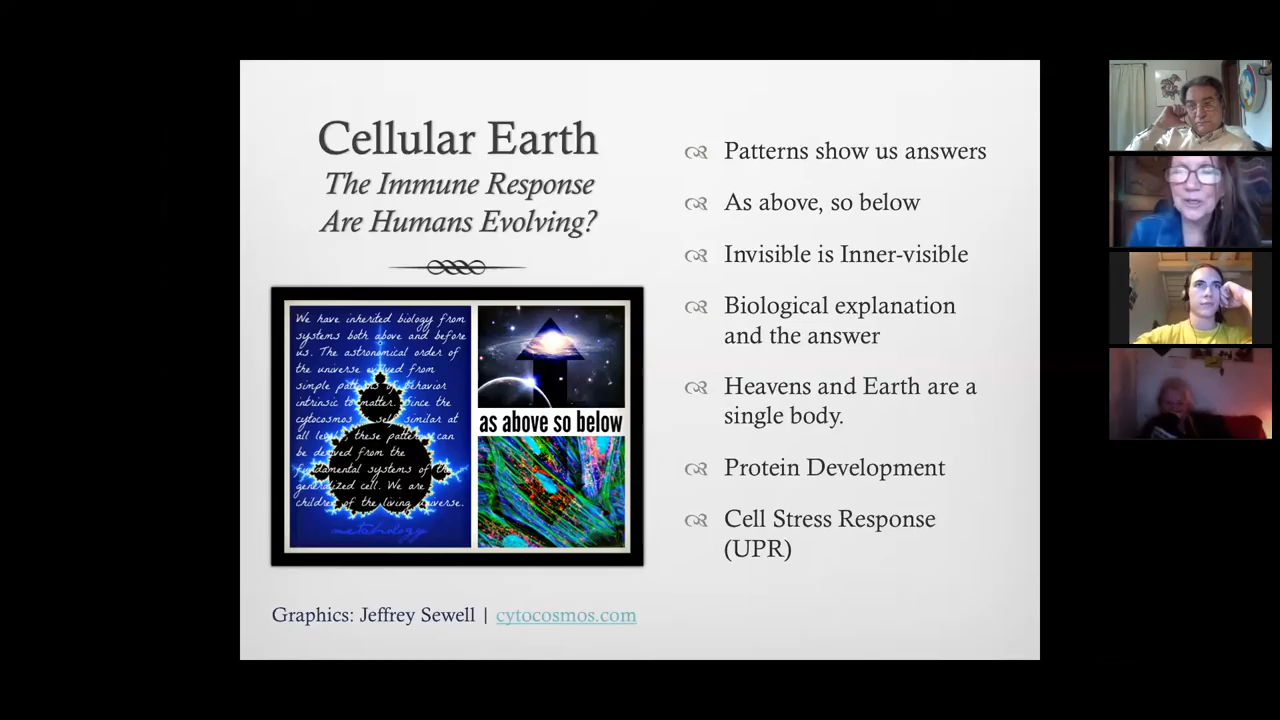 Cellular Earth
The Immune Response
Are Humans Evolving?
We have inherited biology from
systems both above and before
us. The astronomical order of
the universe evolved from
simple patterns of behavior
intrinsic to matter. Since the
cytocosmos is self similar at
all levels, these patterns can
be derived from the
fundamental systems of the
generalized cell. We are
children of the living universe.
metabiology
as above so below
Graphics: Jeffrey Sewell | cytocosmos.com
Patterns show us answers
As above, so below
Invisible is Inner-visible
Biological explanation
and the answer
Heavens and Earth are a
single body.
Protein Development
Cell Stress Response
(UPR)